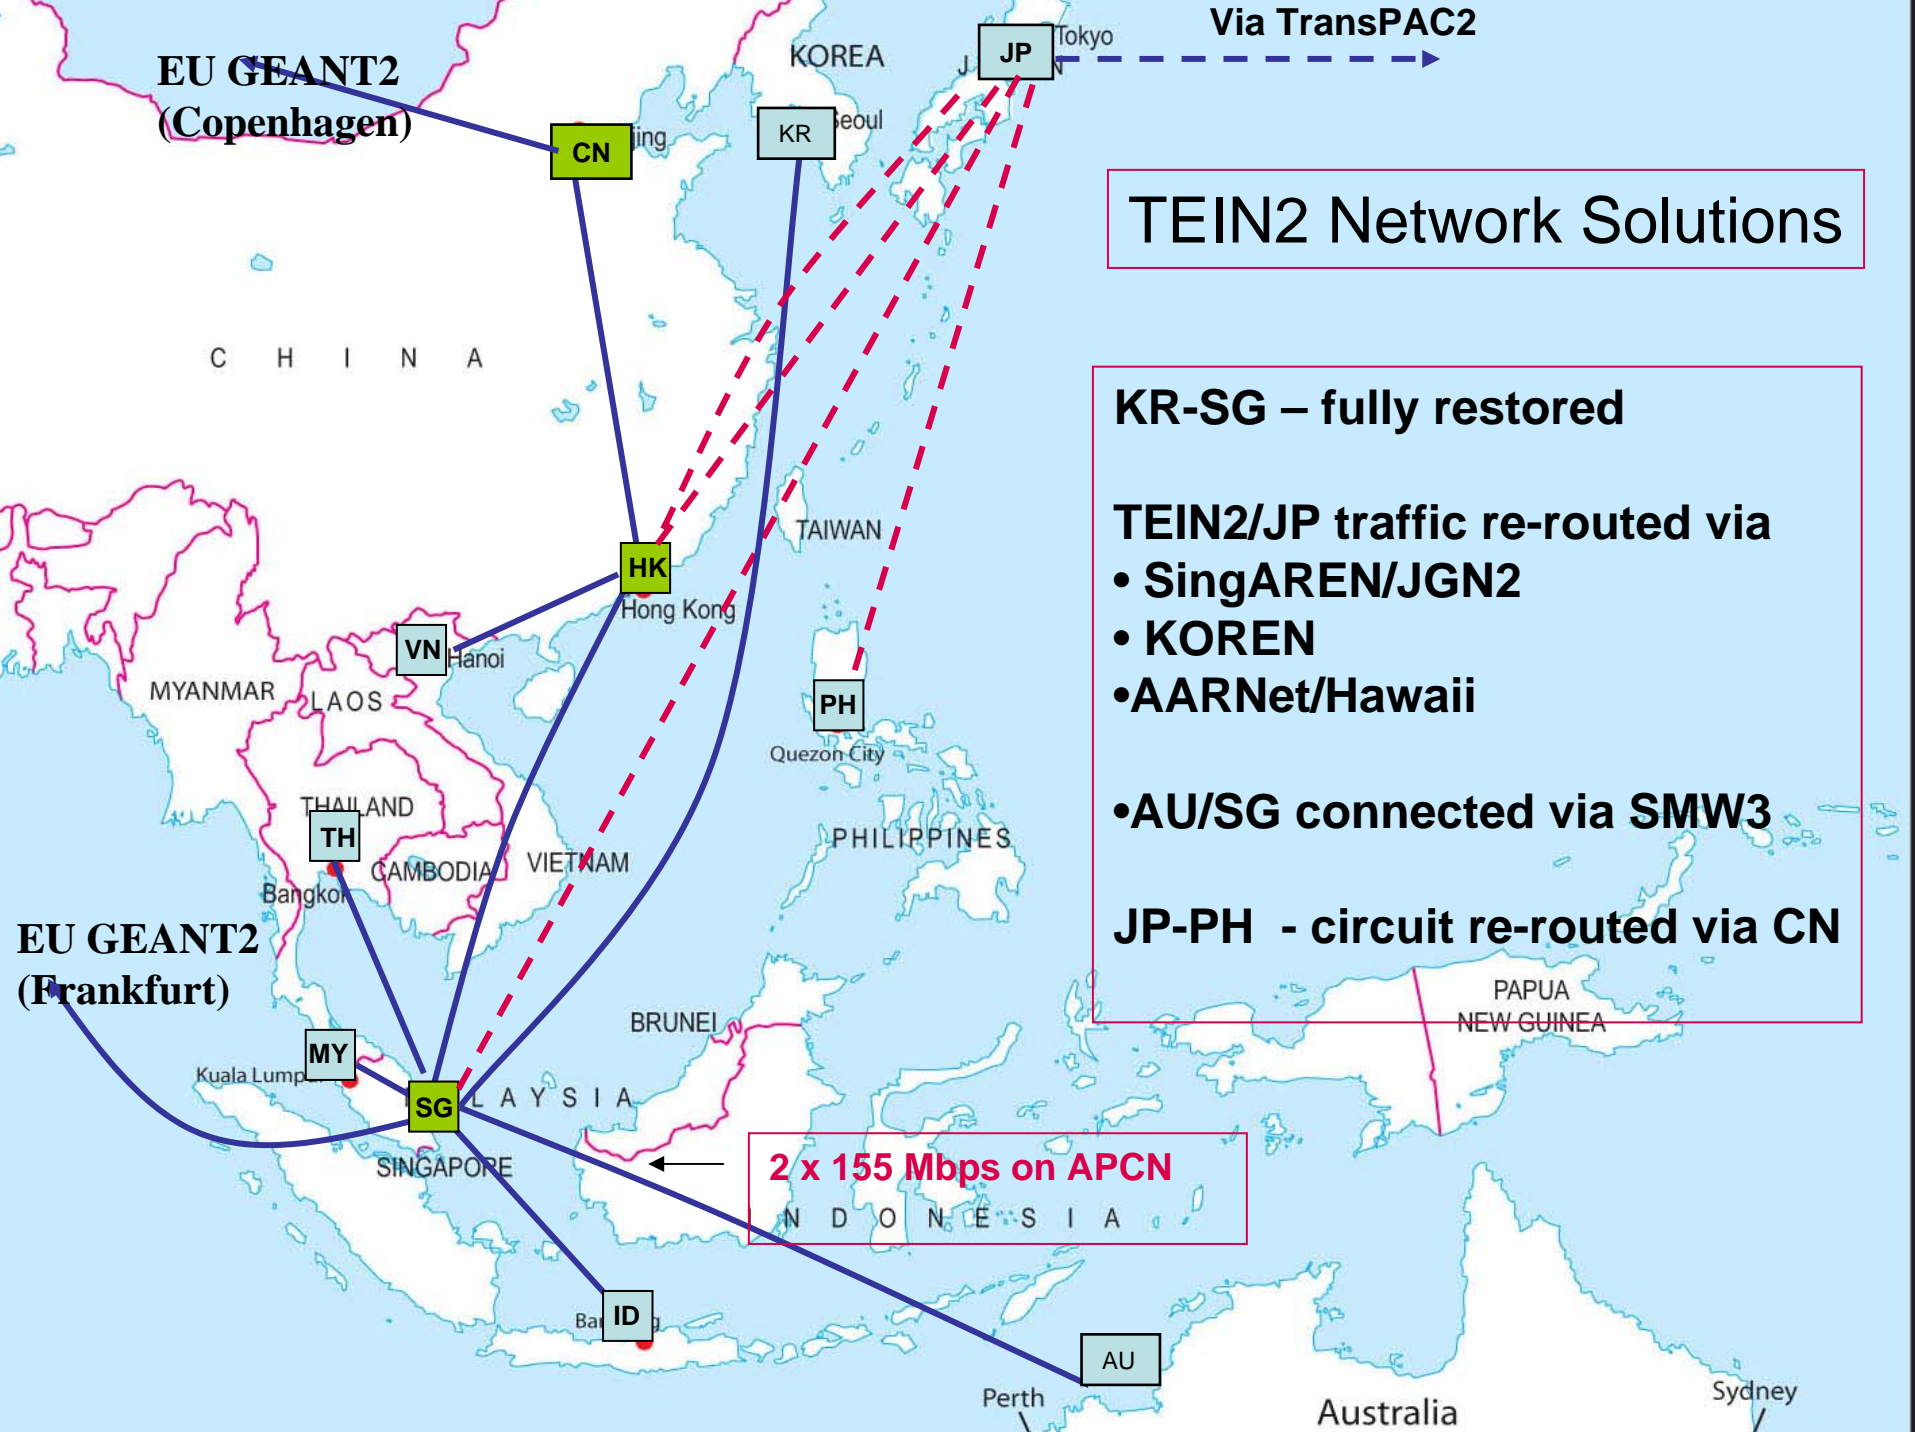 Via TransPAC2
Tokyo
KOREA
JP
J
N
EU GEANT2
(Copenhagen)
CN
jing
KR
Seoul
TEIN2 Network Solutions
C H I N A
KR-SG – fully restored
TEIN2/JP traffic re-routed via
• SingAREN/JGN2
• KOREN
•AARNet/Hawaii
•AU/SG connected via SMW3
JP-PH - circuit re-routed via CN
TAIWAN
HK
Hong Kong
VN
Hanoi
MYANMAR
LAOS
PH
Quezon City
THAILAND
TH
CAMBODIA
VIETNAM
PHILIPPINES
Bangkok
EU GEANT2
(Frankfurt)
PAPUA
NEW GUINEA
BRUNEI
MY
Kuala Lump
SG
L A Y S I A
SINGAPORE
2 x 155 Mbps on APCN
N D O N E S I A
Ba
ID
g
AU
Perth
Australia
Sydney